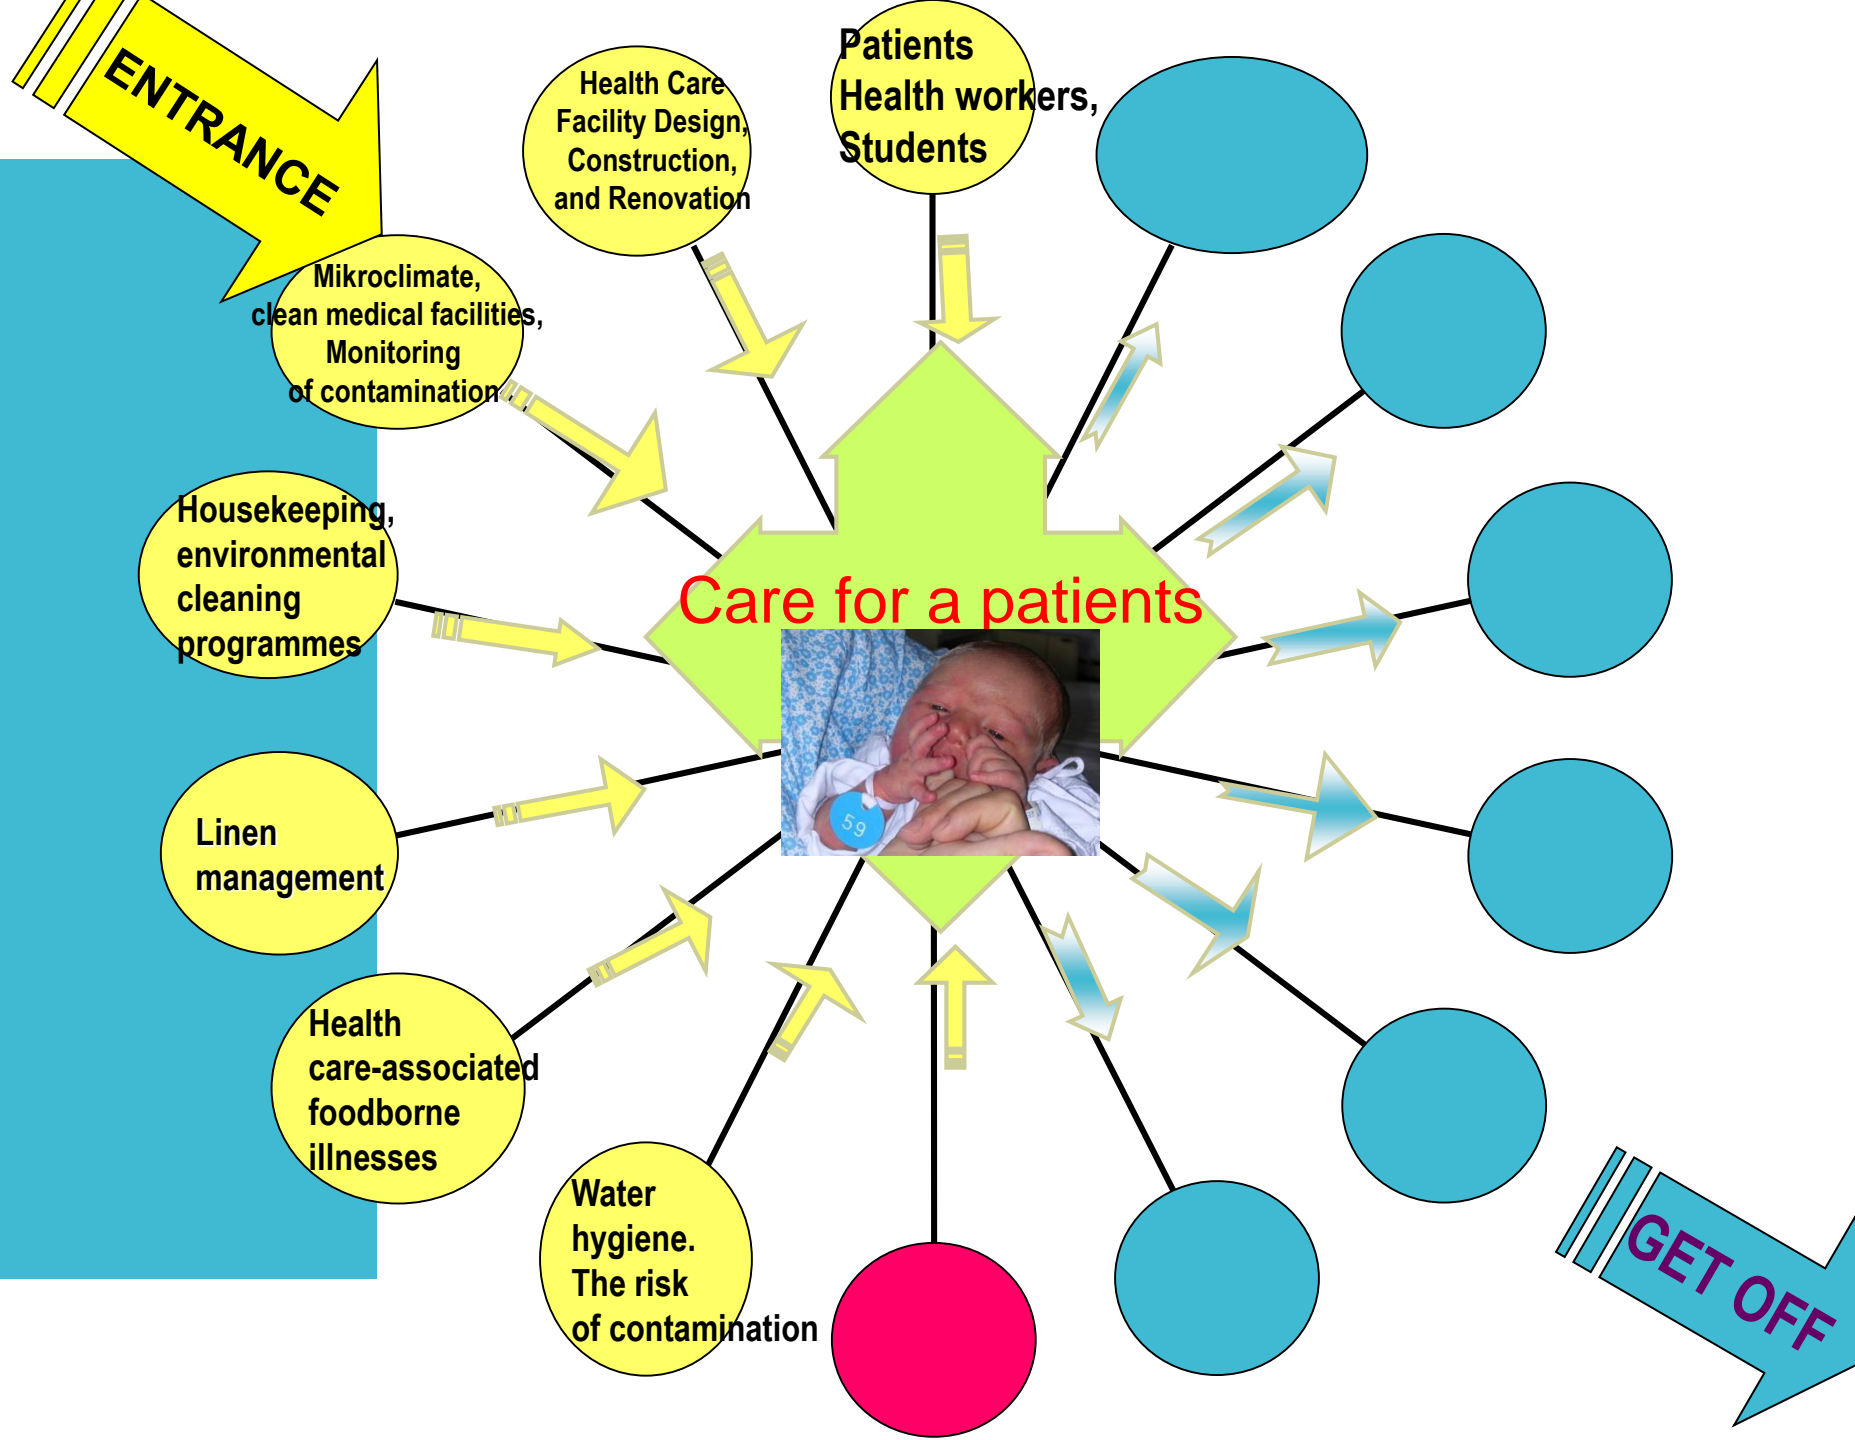 ENTRANCE
Patients
Health workers,
Students
Health Care
Facility Design,
Construction,
and Renovation
Mikroclimate,
clean medical facilities,
Monitoring
of contamination
Housekeeping,
environmental
cleaning
programmes
Care for a patients
59
Linen
management
Health
care-associated
foodborne
illnesses
Water
hygiene.
The risk
of contamination
GET OFF